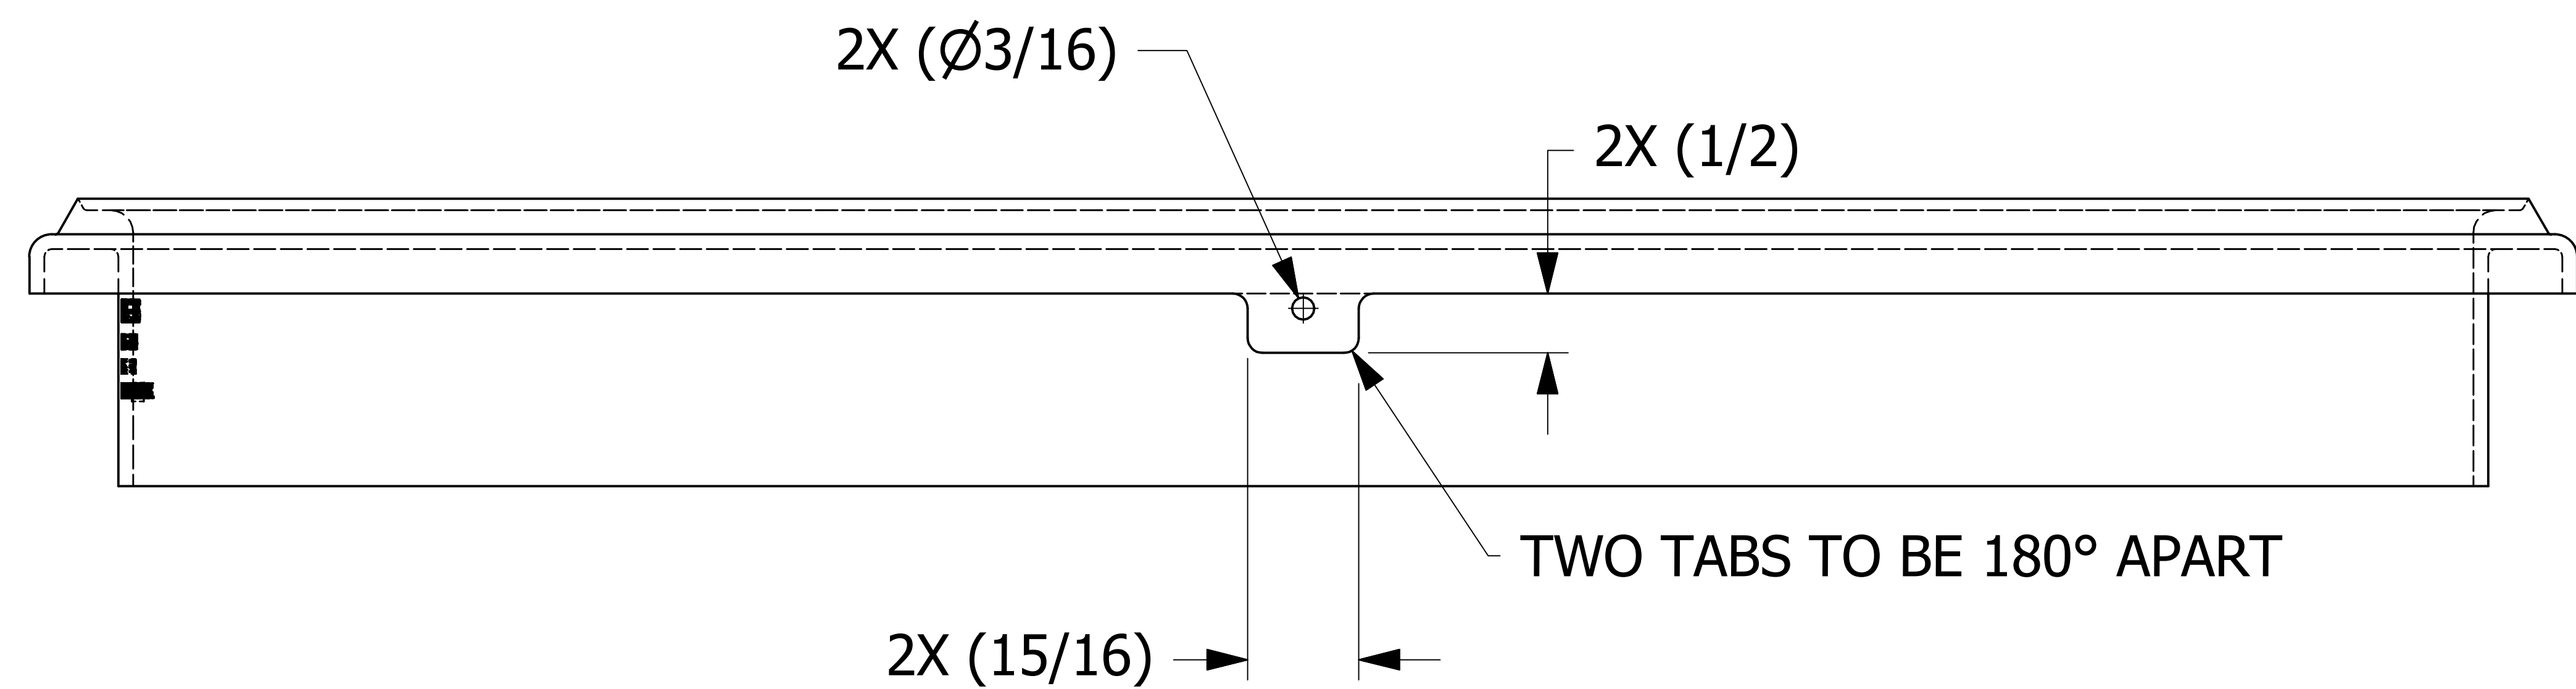 2X (⌀3/16)
2X (1/2)
TWO TABS TO BE 180° APART
2X (15/16)